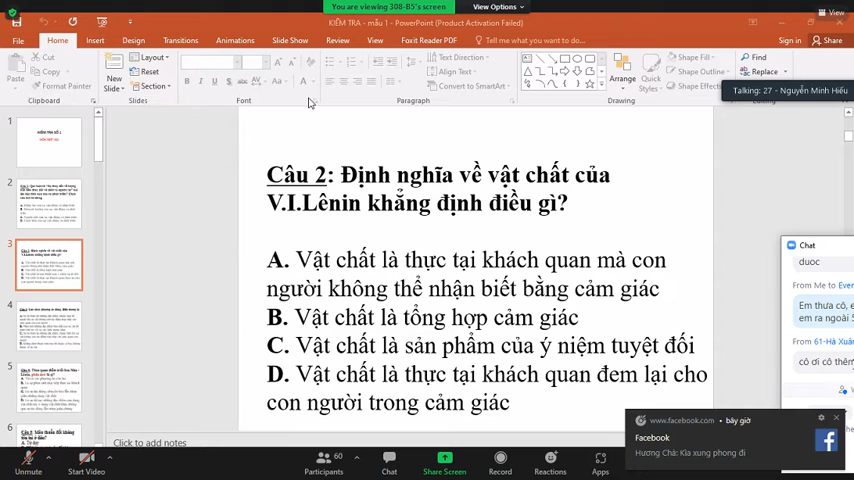 You are viewing 308-B5's screen
View Options
View
KIỂM TRA - mẫu 1 - PowerPoint (Product Activation Failed)
File
Home
Insert
Design
Transitions
Animations
Slide Show
Review
View
Foxit Reader PDF
Tell me what you want to do...
Sign in
Share
Paste
Cut
Copy
Format Painter
Clipboard
New Slide
Layout
Reset
Section
Slides
Font
Paragraph
Text Direction
Align Text
Convert to SmartArt
Drawing
Arrange
Quick Styles
Shape Fill
Shape Outline
Shape Effects
Find
Replace
Talking: 27 - Nguyễn Minh Hiếu
1
2
3
4
5
6
Câu 2: Định nghĩa về vật chất của
V.I.Lênin khẳng định điều gì?
A. Vật chất là thực tại khách quan mà con
người không thể nhận biết bằng cảm giác
B. Vật chất là tổng hợp cảm giác
C. Vật chất là sản phẩm của ý niệm tuyệt đối
D. Vật chất là thực tại khách quan đem lại cho
con người trong cảm giác
Click to add notes
Chat
duoc
From Me to Ever
Em thưa cô, e
em ra ngoài 5
From 61-Hà Xuân
cô ơi cô thêm
www.facebook.com • bây giờ
Facebook
Hương Chả: Kìa xung phong đi
Unmute
Start Video
Participants
60
Chat
Share Screen
Record
Reactions
Apps